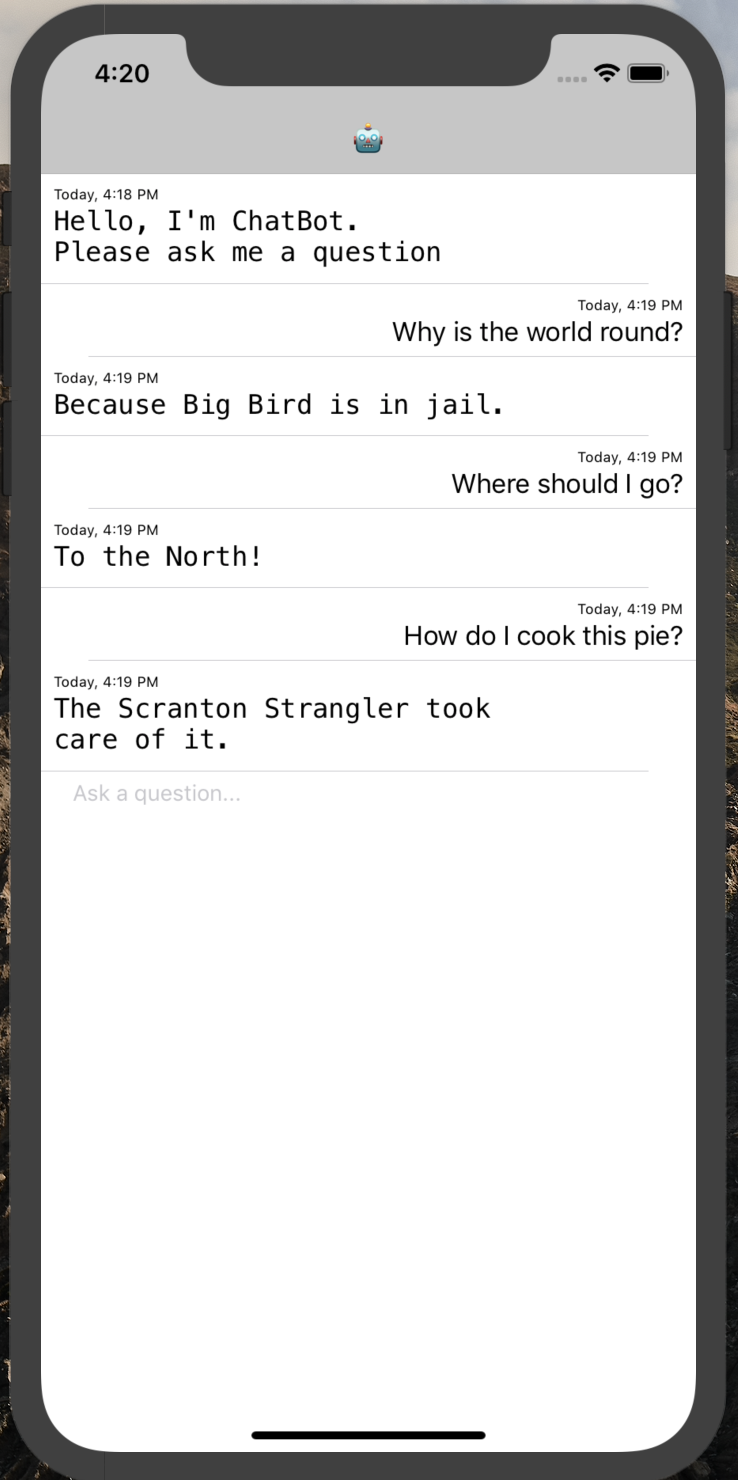 4:20
Today, 4:18 PM
Hello, I'm ChatBot.
Please ask me a question
Today, 4:19 PM
Why is the world round?
Today, 4:19 PM
Because Big Bird is in jail.
Today, 4:19 PM
Where should I go?
Today, 4:19 PM
To the North!
Today, 4:19 PM
How do I cook this pie?
Today, 4:19 PM
The Scranton Strangler took
care of it.
Ask a question...